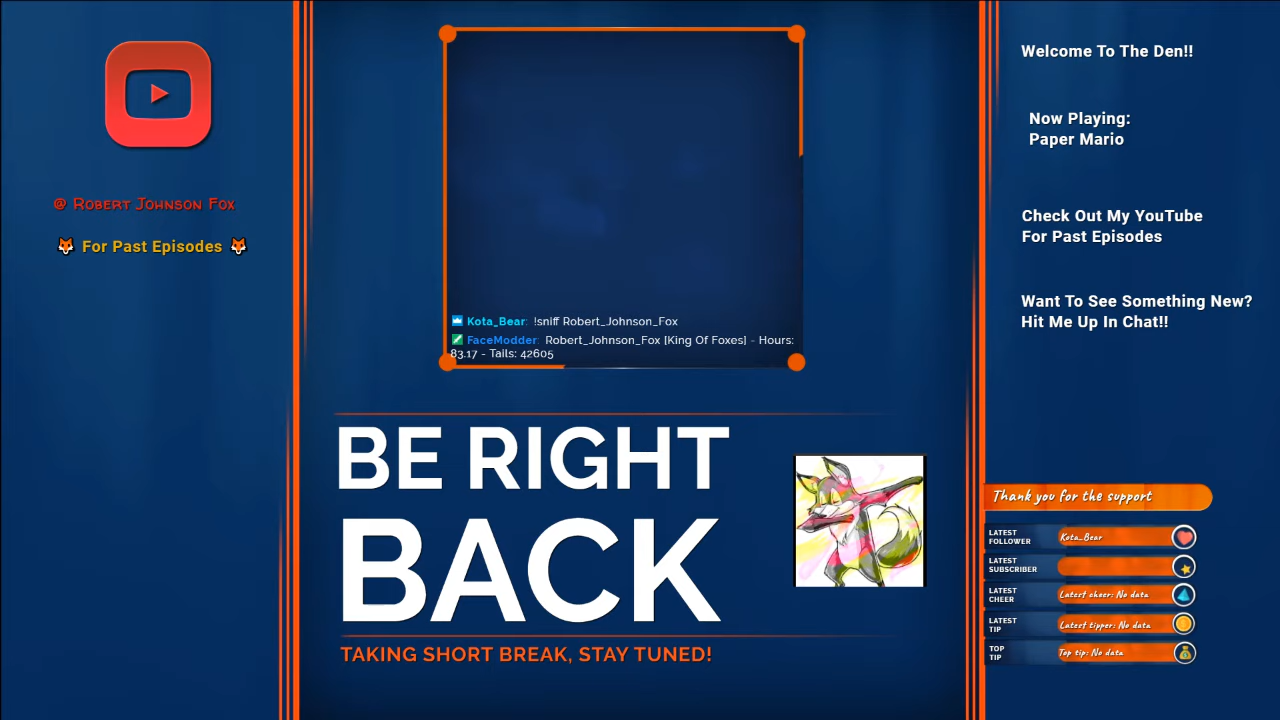 @ Robert Johnson Fox
🦊 For Past Episodes 🦊
Kota_Bear: !sniff Robert_Johnson_Fox
FaceModder: Robert_Johnson_Fox [King Of Foxes] - Hours:
83.17 - Tails: 42605
BE RIGHT
BACK
TAKING SHORT BREAK, STAY TUNED!
Welcome To The Den!!
Now Playing:
Paper Mario
Check Out My YouTube
For Past Episodes
Want To See Something New?
Hit Me Up In Chat!!
Thank you for the support
LATEST
FOLLOWER
Kota_Bear
LATEST
SUBSCRIBER
LATEST
CHEER
Latest cheer: No data
LATEST
TIP
Latest tipper: No data
TOP
TIP
Top tip: No data